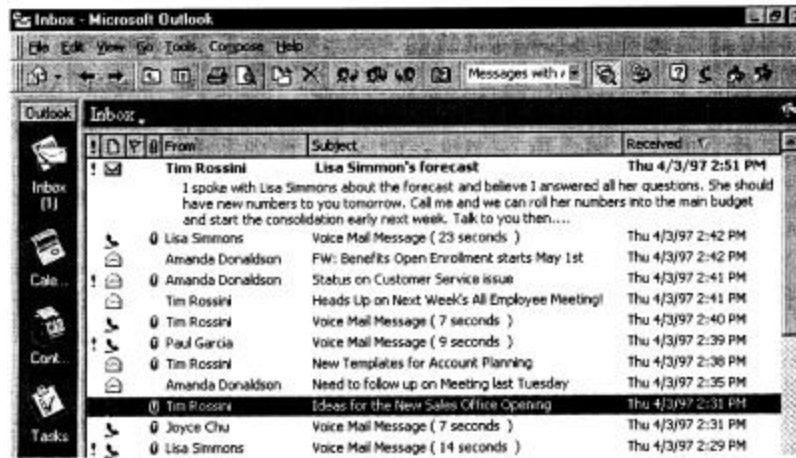 Inbox - Microsoft Outlook
File Edit View Go Tools Compose Help
Messages with
Outlook Inbox
! From Subject Received
! Tim Rossini Lisa Simmon's forecast Thu 4/3/97 2:51 PM
I spoke with Lisa Simmons about the forecast and believe I answered all her questions. She should
have new numbers to you tomorrow. Call me and we can roll her numbers into the main budget
and start the consolidation early next week. Talk to you then....
Inbox
(1)
Lisa Simmons Voice Mail Message ( 23 seconds ) Thu 4/3/97 2:42 PM
Amanda Donaldson FW: Benefits Open Enrollment starts May 1st Thu 4/3/97 2:42 PM
Cale...
! Amanda Donaldson Status on Customer Service issue Thu 4/3/97 2:41 PM
Tim Rossini Heads Up on Next Week's All Employee Meeting! Thu 4/3/97 2:41 PM
Tim Rossini Voice Mail Message ( 7 seconds ) Thu 4/3/97 2:40 PM
! Paul Garcia Voice Mail Message ( 9 seconds ) Thu 4/3/97 2:39 PM
Cont...
Tim Rossini New Templates for Account Planning Thu 4/3/97 2:38 PM
Amanda Donaldson Need to follow up on Meeting last Tuesday Thu 4/3/97 2:35 PM
Tim Rossini Ideas for the New Sales Office Opening Thu 4/3/97 2:31 PM
Joyce Chu Voice Mail Message ( 7 seconds ) Thu 4/3/97 2:31 PM
Tasks
! Lisa Simmons Voice Mail Message ( 14 seconds ) Thu 4/3/97 2:29 PM